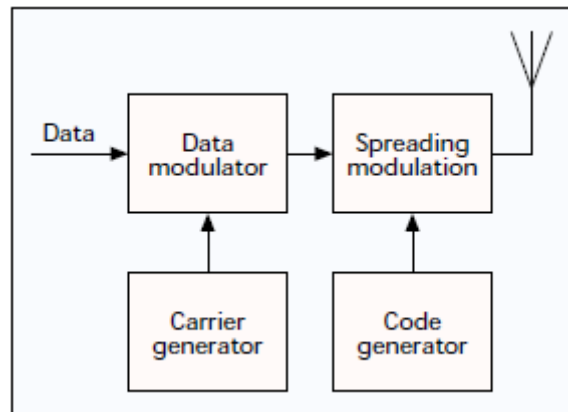 Data
Data
modulator
Spreading
modulation
Carrier
generator
Code
generator